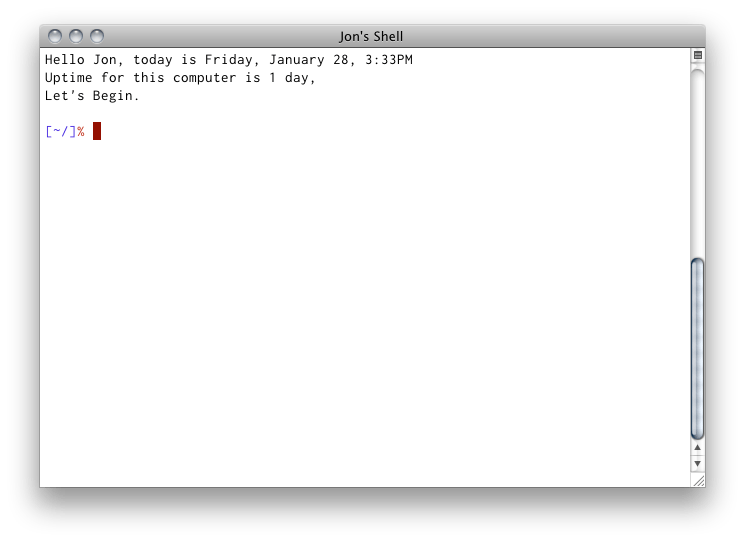 Jon's Shell
Hello Jon, today is Friday, January 28, 3:33PM
Uptime for this computer is 1 day,
Let's Begin.
[~/]%